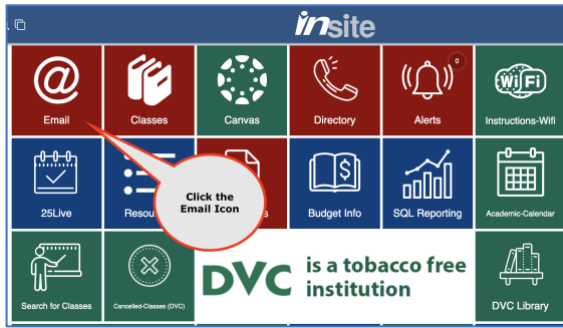 insite
@
0
WiFi
Email
Classes
Canvas
Directory
Alerts
Instructions-Wifi
$
Click the
Email Icon
25Live
Budget Info
SQL Reporting
Academic-Calendar
DVC
is a tobacco free
institution
Search for Classes
Cancelled-Classes (DVC)
DVC Library